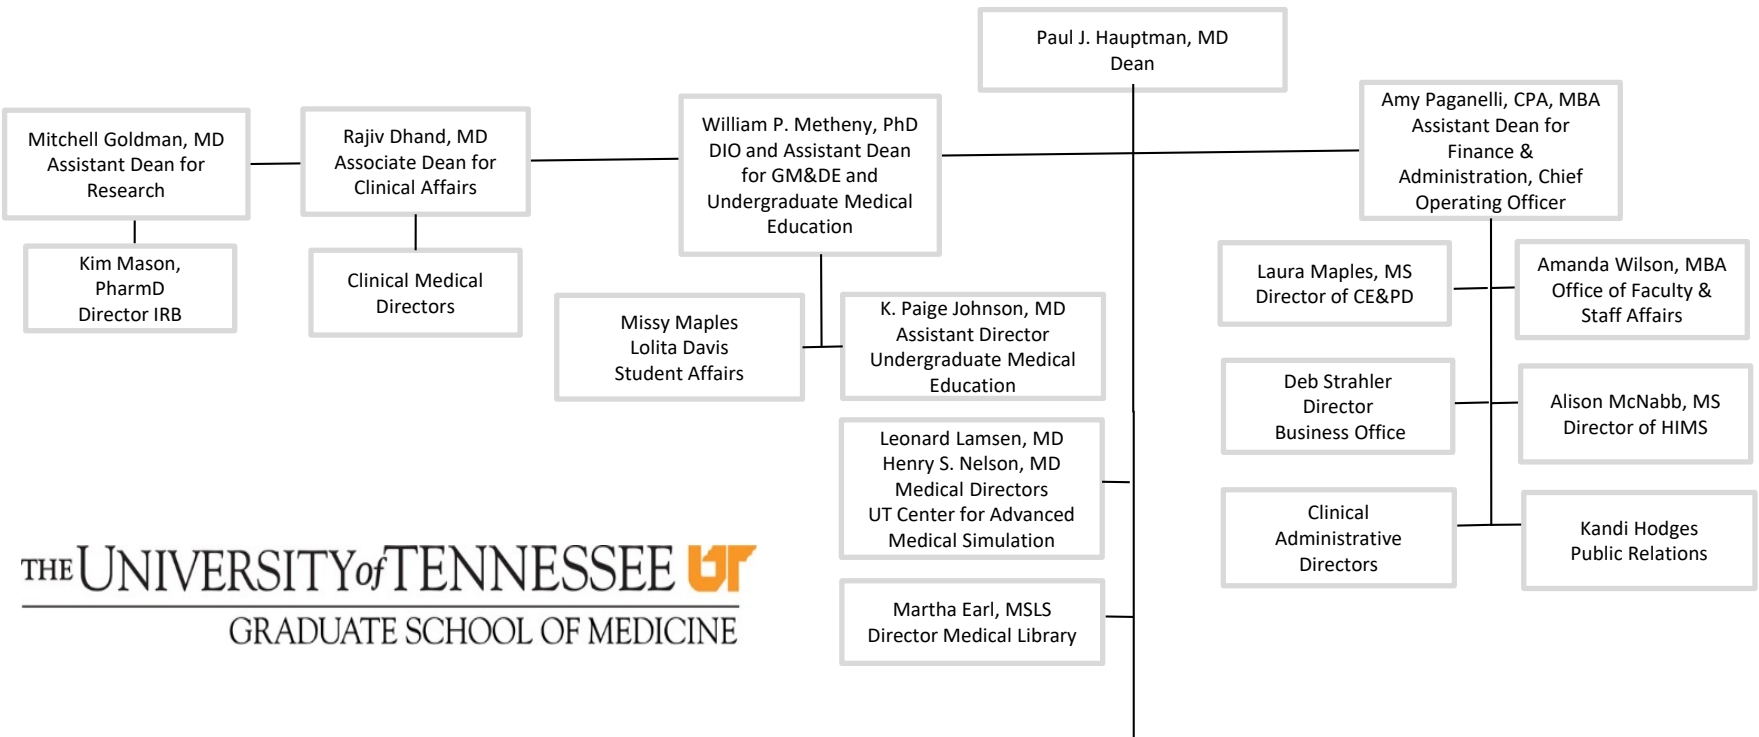 Paul J. Hauptman, MD
Dean
Mitchell Goldman, MD
Assistant Dean for
Research
Rajiv Dhand, MD
Associate Dean for
Clinical Affairs
William P. Metheny, PhD
DIO and Assistant Dean
for GM&DE and
Undergraduate Medical
Education
Amy Paganelli, CPA, MBA
Assistant Dean for
Finance &
Administration, Chief
Operating Officer
Kim Mason,
PharmD
Director IRB
Clinical Medical
Directors
Missy Maples
Lolita Davis
Student Affairs
K. Paige Johnson, MD
Assistant Director
Undergraduate Medical
Education
Laura Maples, MS
Director of CE&PD
Amanda Wilson, MBA
Office of Faculty &
Staff Affairs
Deb Strahler
Director
Business Office
Alison McNabb, MS
Director of HIMS
Leonard Lamsen, MD
Henry S. Nelson, MD
Medical Directors
UT Center for Advanced
Medical Simulation
Clinical
Administrative
Directors
Kandi Hodges
Public Relations
Martha Earl, MSLS
Director Medical Library
THE UNIVERSITY of TENNESSEE UT
GRADUATE SCHOOL OF MEDICINE